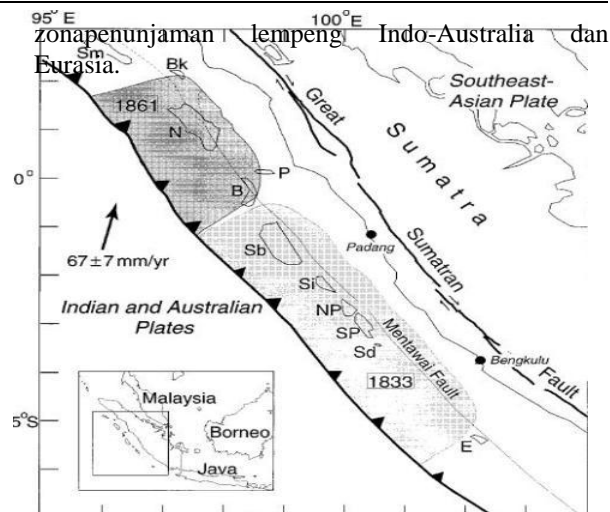 95°E 100°E
zonapenunjaman lempeng Indo-Australia dan
Eurasia.
Sm
Bk
1861
N
Great
Southeast-
Asian Plate
Sumatra
0°
B
P
67±7 mm/yr
Padang
Sumatran
Sb
Si
Indian and Australian
Plates
NP
SP
Sd
Mentawai Fault
1833
Bengkulu
Fault
Malaysia
Borneo
Java
5°S
E